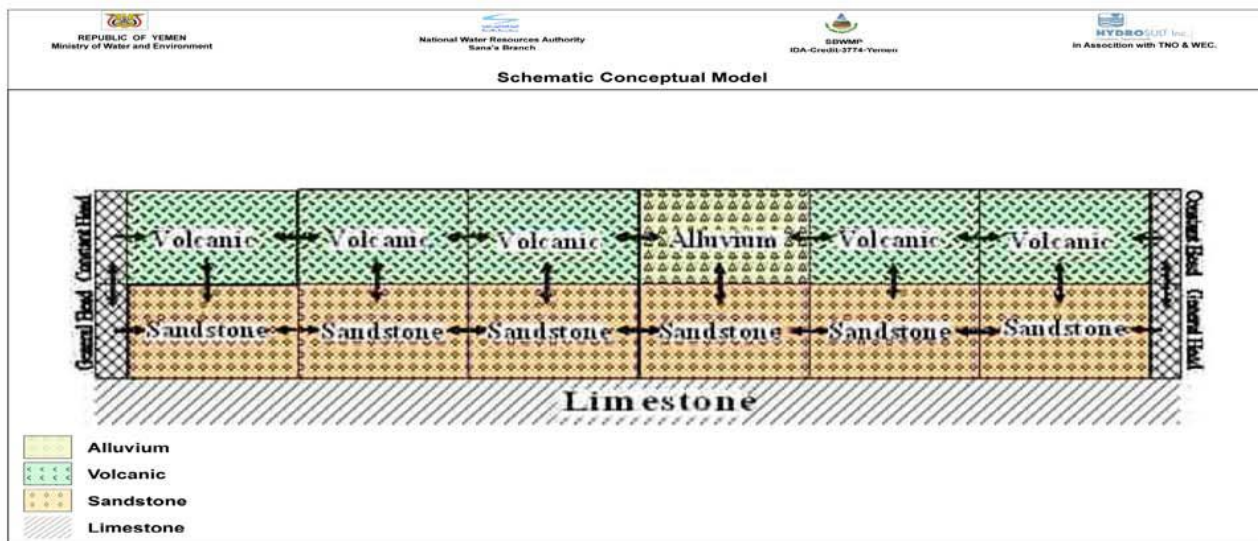 REPUBLIC OF YEMEN
Ministry of Water and Environment
National Water Resources Authority
Sana'a Branch
SBWMP
IDA-Credit-3774-Yemen
HYDROSULT Inc.
in Assocition with TNO & WEC.
Schematic Conceptual Model
Constant Head
General Head
Volcanic
Volcanic
Volcanic
Alluvium
Volcanic
Volcanic
Sandstone
Sandstone
Sandstone
Sandstone
Sandstone
Sandstone
Constant Head
General Head
Limestone
Alluvium
Volcanic
Sandstone
Limestone